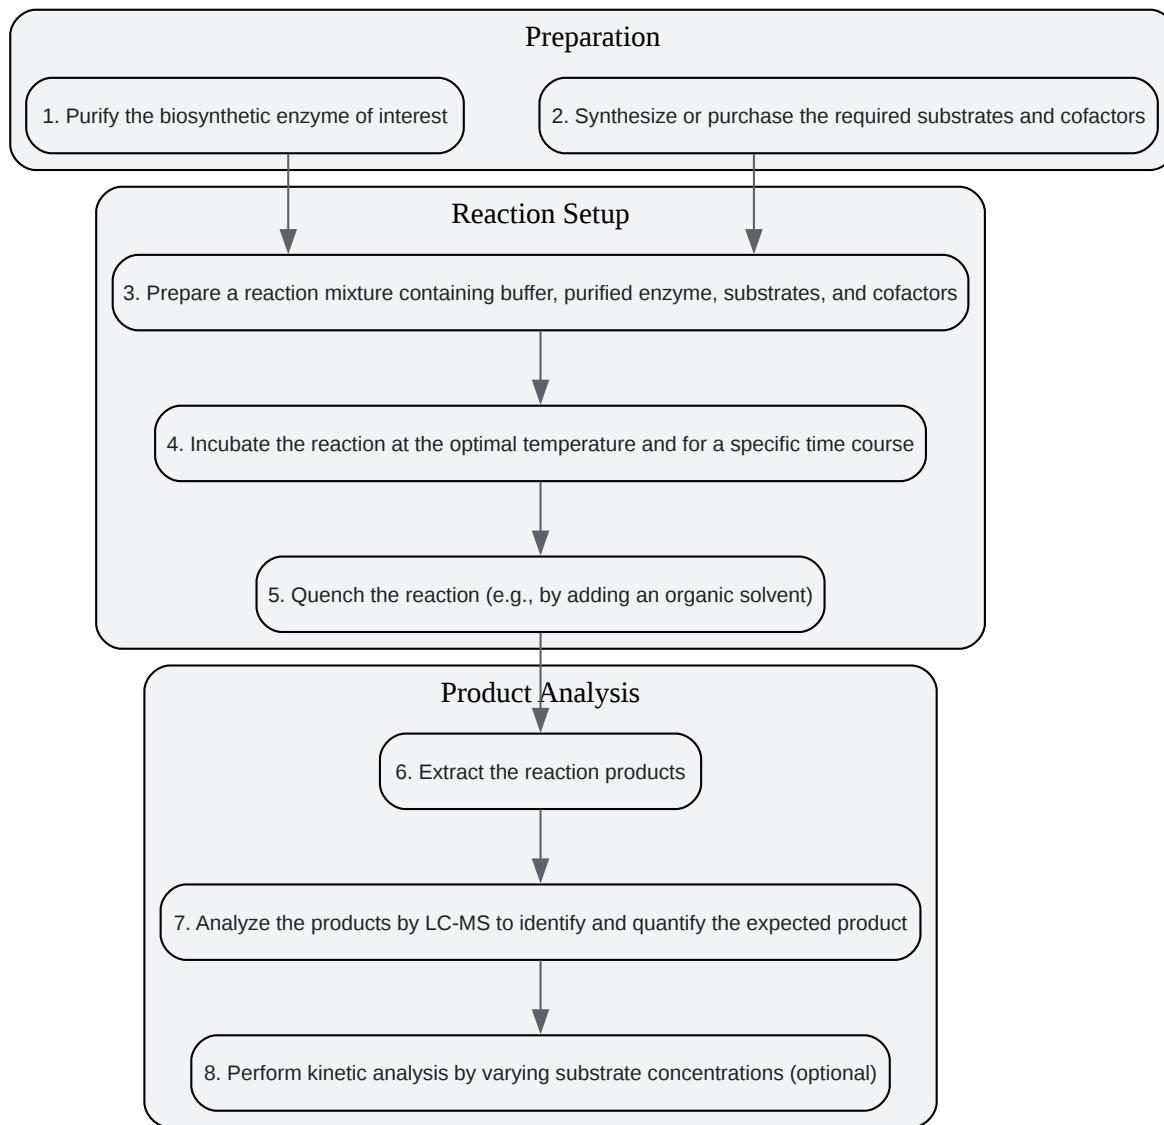 Preparation
1. Purify the biosynthetic enzyme of interest
2. Synthesize or purchase the required substrates and cofactors
Reaction Setup
3. Prepare a reaction mixture containing buffer, purified enzyme, substrates, and cofactors
4. Incubate the reaction at the optimal temperature and for a specific time course
5. Quench the reaction (e.g., by adding an organic solvent)
Product Analysis
6. Extract the reaction products
7. Analyze the products by LC-MS to identify and quantify the expected product
8. Perform kinetic analysis by varying substrate concentrations (optional)